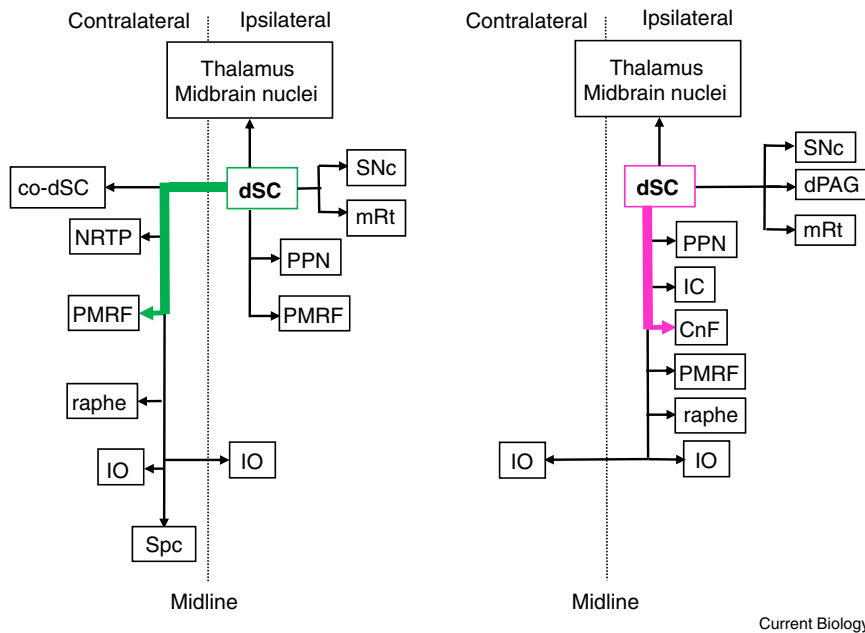 Contralateral
Ipsilateral
Thalamus
Midbrain nuclei
co-dSC
dSC
SNc
mRt
NRTP
PPN
PMRF
PMRF
raphe
IO
IO
Spc
Midline
Contralateral
Ipsilateral
Thalamus
Midbrain nuclei
SNc
dSC
dPAG
mRt
PPN
IC
CnF
PMRF
raphe
IO
IO
Midline
Current Biology